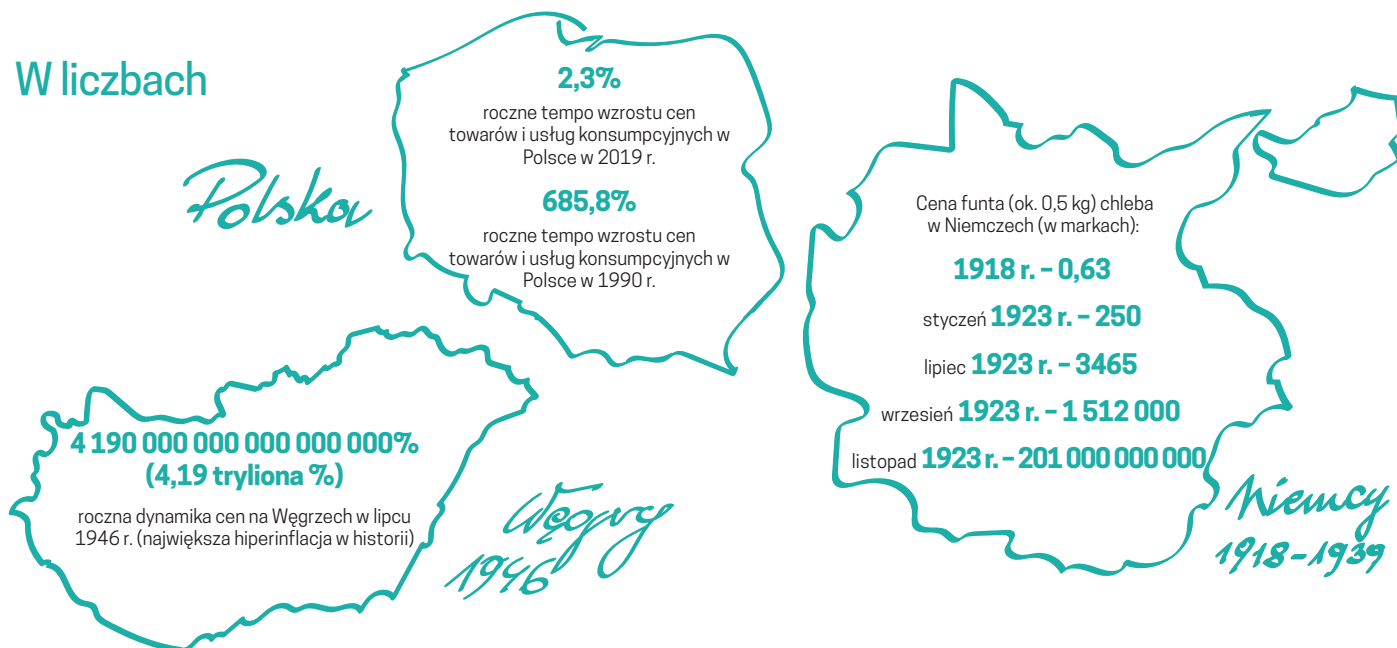 W liczbach
Polska
2,3%
roczne tempo wzrostu cen
towarów i usług konsumpcyjnych w
Polsce w 2019 r.
685,8%
roczne tempo wzrostu cen
towarów i usług konsumpcyjnych w
Polsce w 1990 r.
4 190 000 000 000 000 000%
(4,19 tryliona %)
roczna dynamika cen na Węgrzech w lipcu
1946 r. (największa hiperinflacja w historii)
Węgry
1946
Cena funta (ok. 0,5 kg) chleba
w Niemczech (w markach):
1918 r. – 0,63
styczeń 1923 r. – 250
lipiec 1923 r. – 3465
wrzesień 1923 r. – 1 512 000
listopad 1923 r. – 201 000 000 000
Niemcy
1918-1939